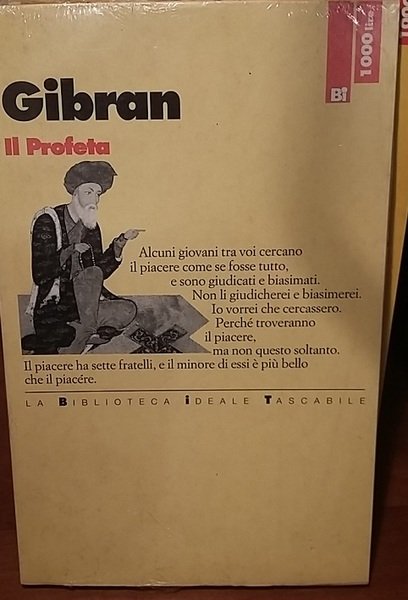 Bi
1000 lire
Gibran
Il Profeta
Alcuni giovani tra voi cercano
il piacere come se fosse tutto,
e sono giudicati e biasimati.
Non li giudicherei e biasimerei.
Io vorrei che cercassero.
Perché troveranno
il piacere,
ma non questo soltanto.
Il piacere ha sette fratelli, e il minore di essi è più bello
che il piacére.
LA BIBLIOTECA iDEALE TASCABILE